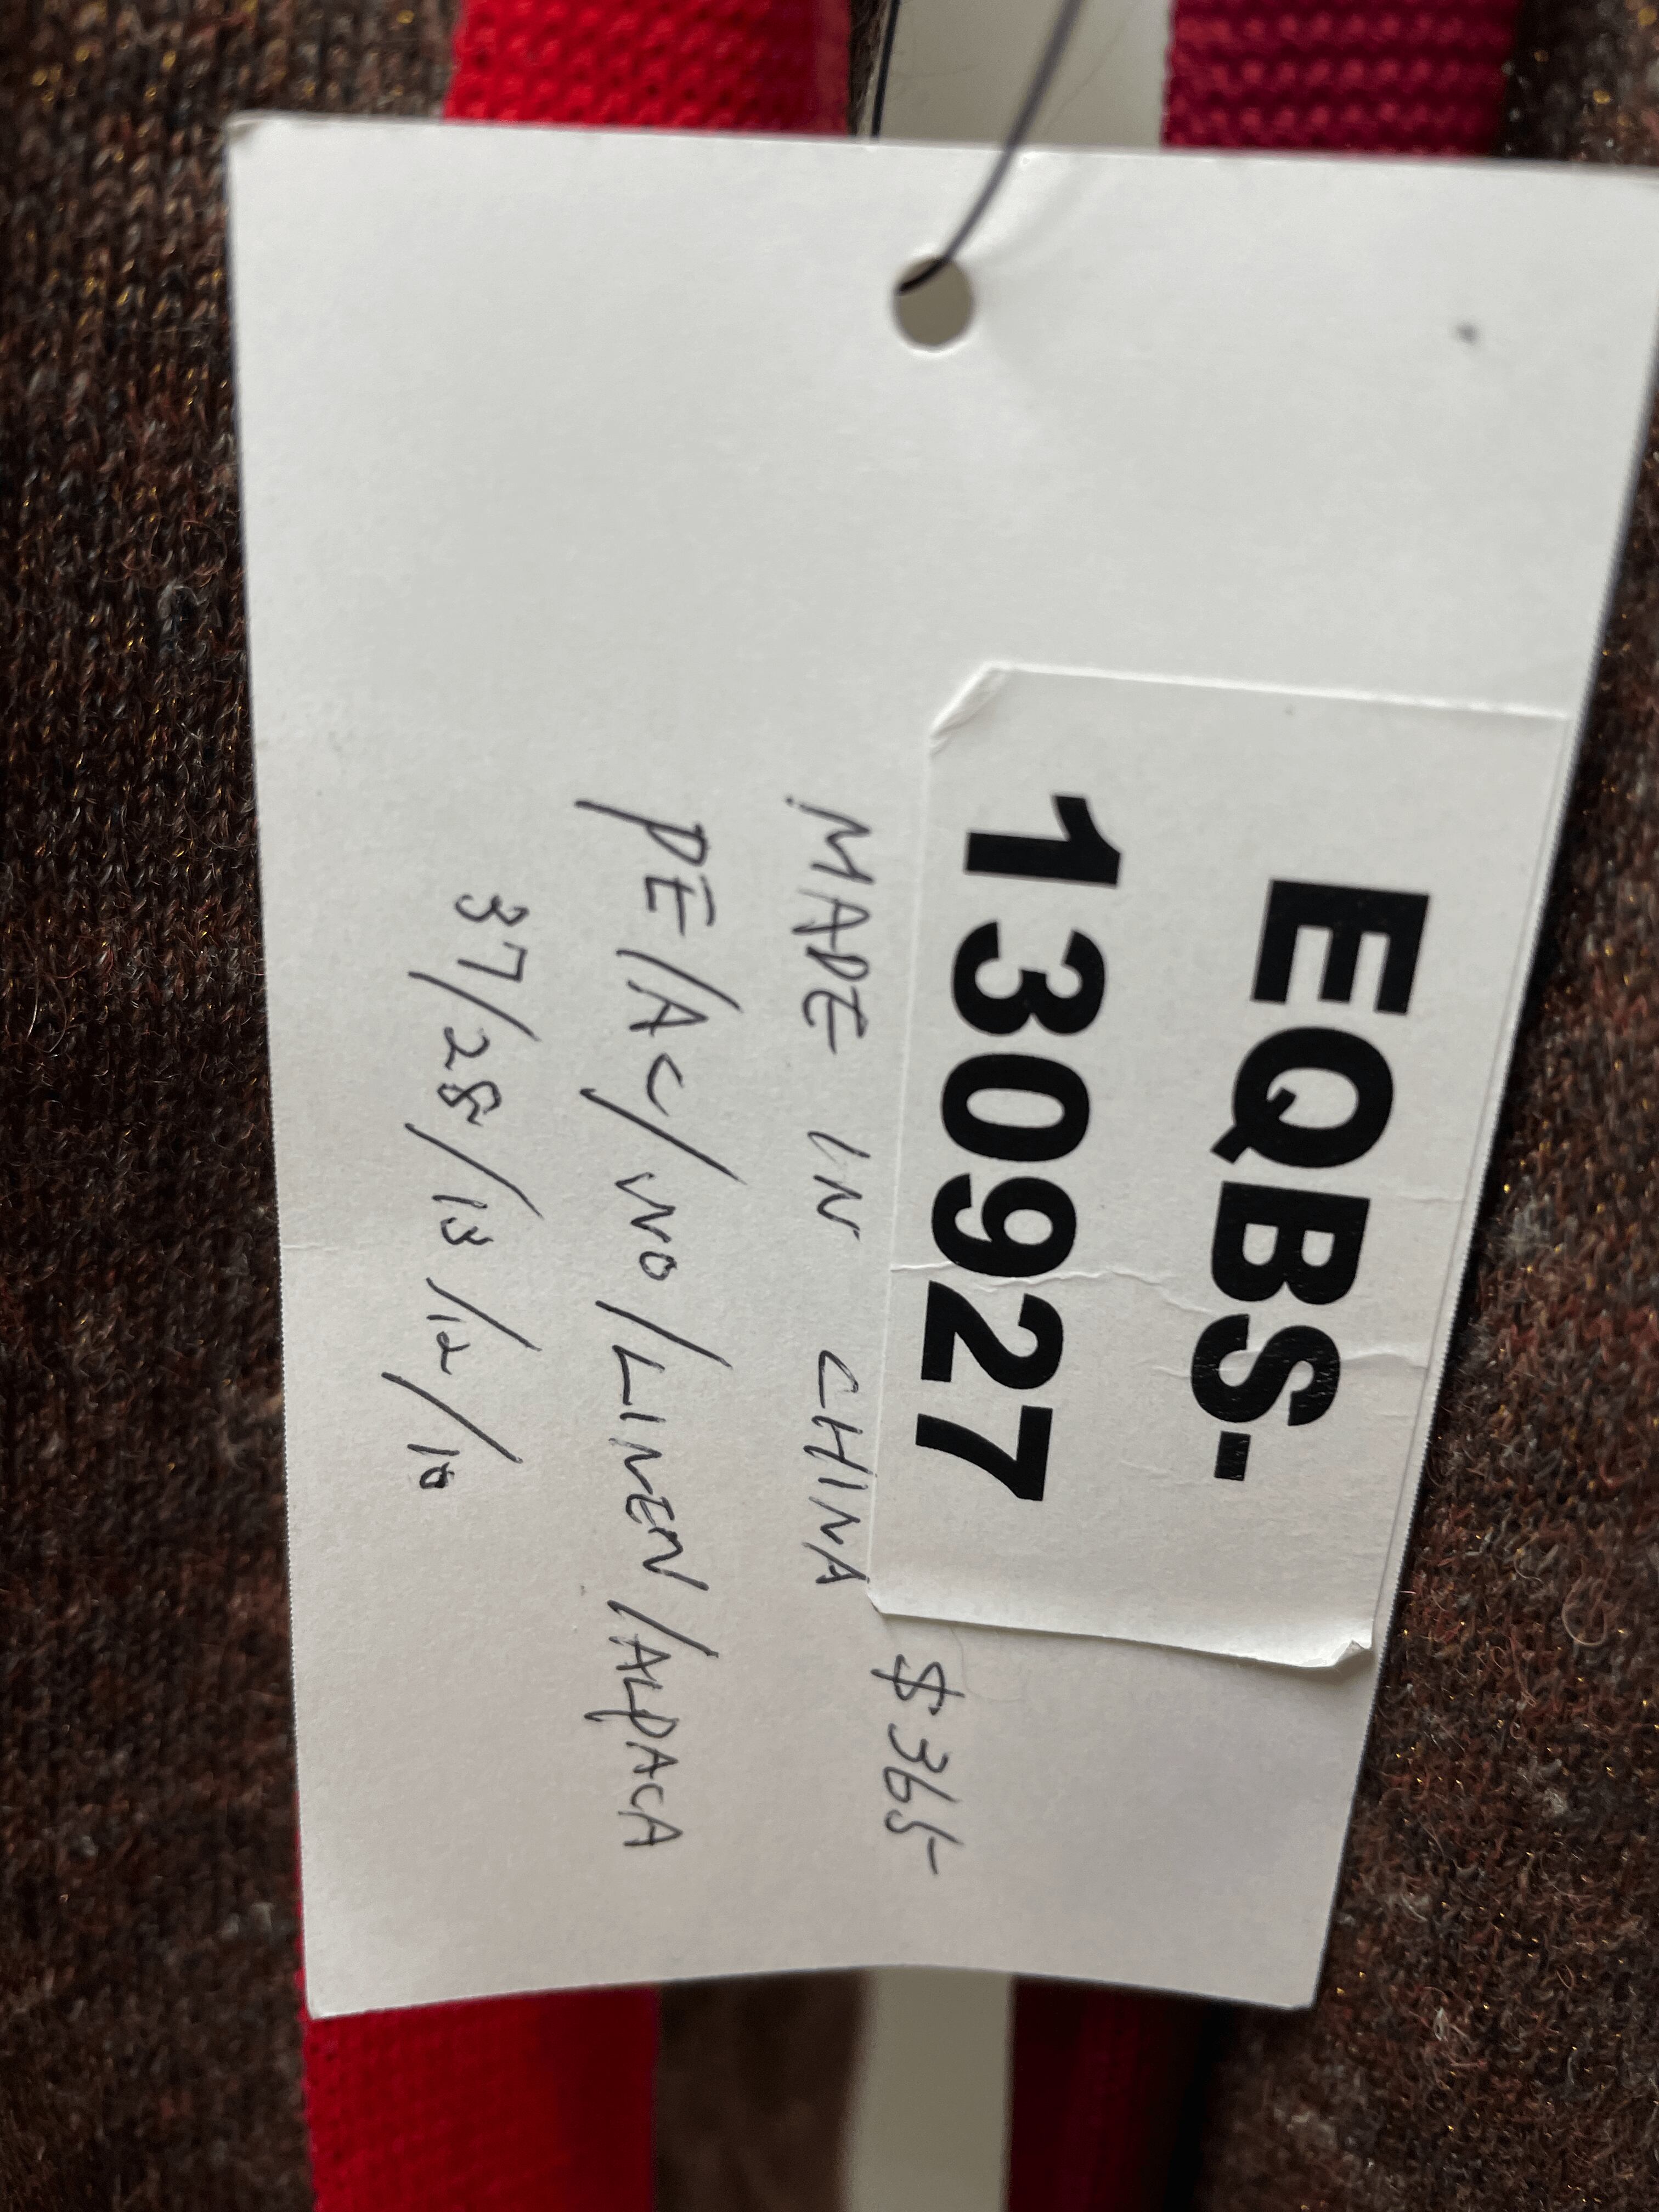 EQBS-
130927
$365-
MADE IN CHINA
PE/AC/WO/LINEN/ALPACA
37/28/13/12/10